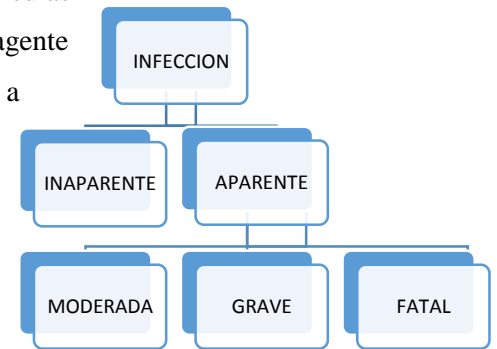 agente
a
INFECCION
INAPARENTE APARENTE
MODERADA GRAVE FATAL